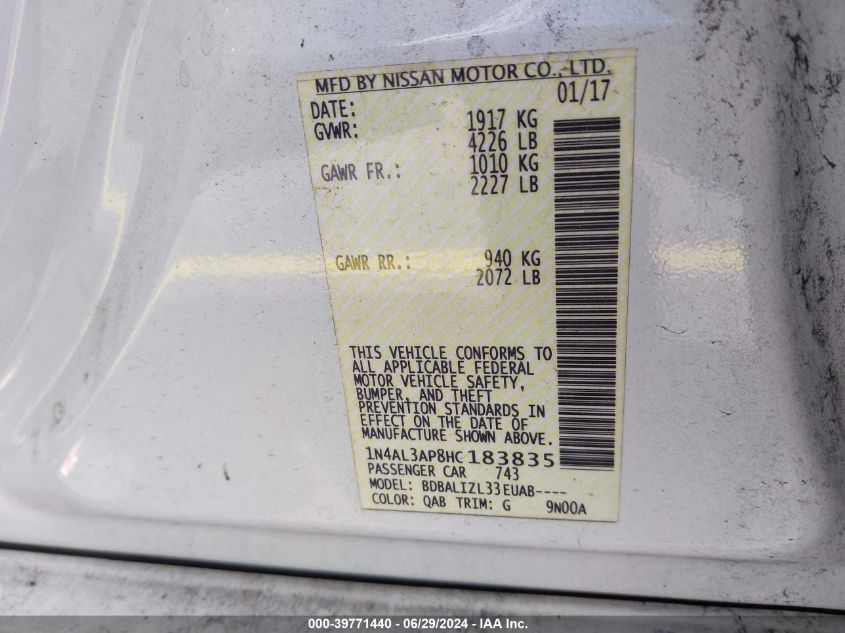 MFD BY NISSAN MOTOR CO., LTD.
DATE: 01/17
GVWR: 1917 KG
4226 LB
GAWR FR.: 1010 KG
2227 LB
GAWR RR.: 940 KG
2072 LB
THIS VEHICLE CONFORMS TO
ALL APPLICABLE FEDERAL
MOTOR VEHICLE SAFETY,
BUMPER, AND THEFT
PREVENTION STANDARDS IN
EFFECT ON THE DATE OF
MANUFACTURE SHOWN ABOVE.
1N4AL3AP8HC183835
PASSENGER CAR 743
MODEL: BDBALIZL33EUAB----
COLOR: QAB TRIM: G 9N00A
000-39771440 - 06/29/2024 - IAA Inc.